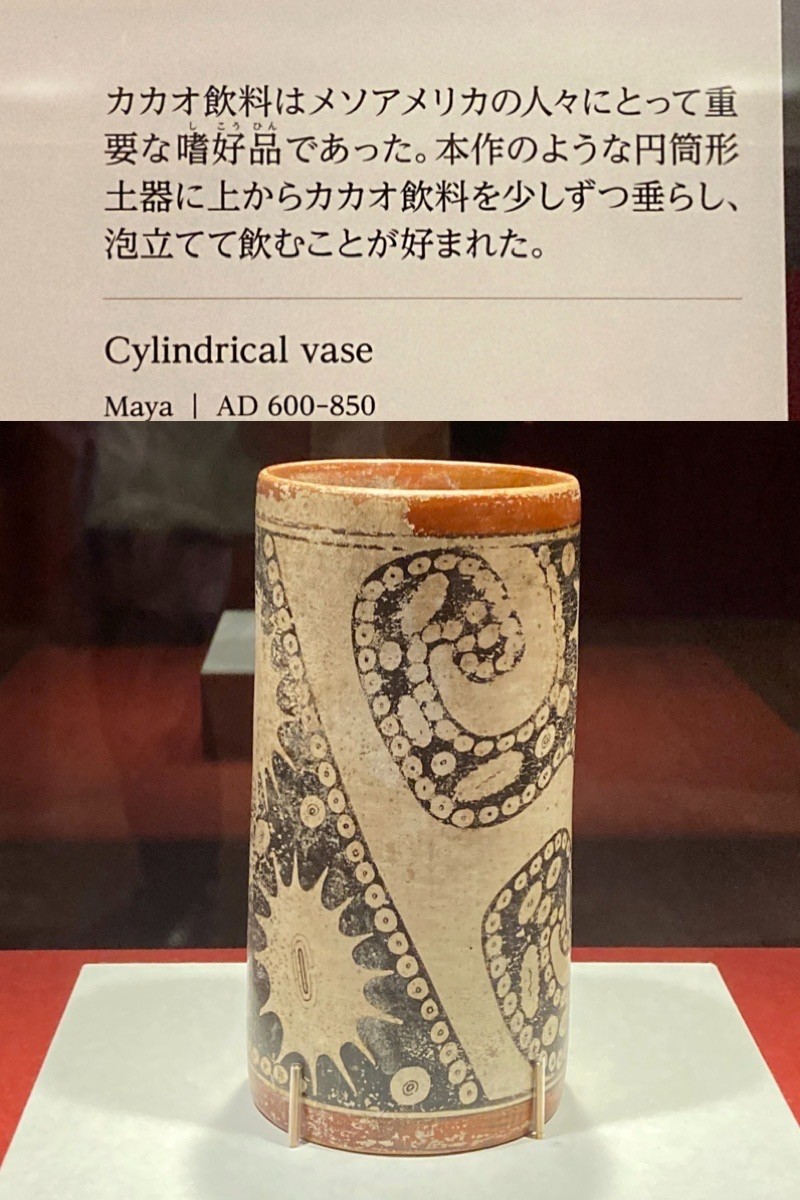 カカオ飲料はメソアメリカの人々にとって重
要な嗜好品であった。本作のような円筒形
土器に上からカカオ飲料を少しずつ垂らし、
泡立てて飲むことが好まれた。
Cylindrical vase
Maya | AD 600-850